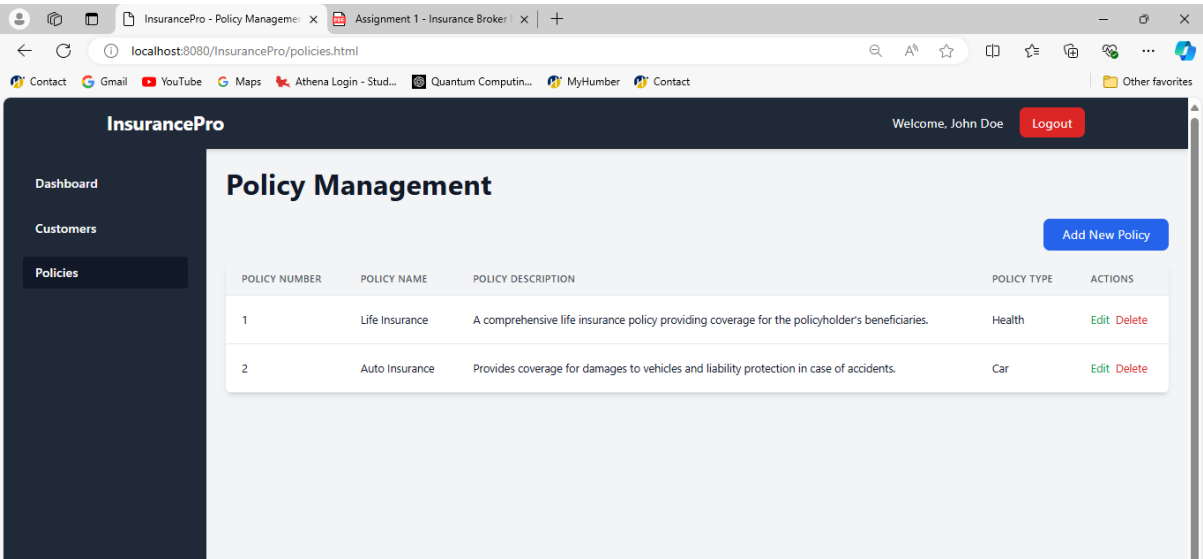 InsurancePro - Policy Managemen
Assignment 1 - Insurance Broker
localhost:8080/InsurancePro/policies.html
Contact Gmail YouTube Maps Athena Login - Stud... Quantum Computin... MyHumber Contact Other favorites
InsurancePro Welcome, John Doe Logout
Dashboard
Customers
Policies
Policy Management
Add New Policy
POLICY NUMBER POLICY NAME POLICY DESCRIPTION POLICY TYPE ACTIONS
1 Life Insurance A comprehensive life insurance policy providing coverage for the policyholder's beneficiaries. Health Edit Delete
2 Auto Insurance Provides coverage for damages to vehicles and liability protection in case of accidents. Car Edit Delete